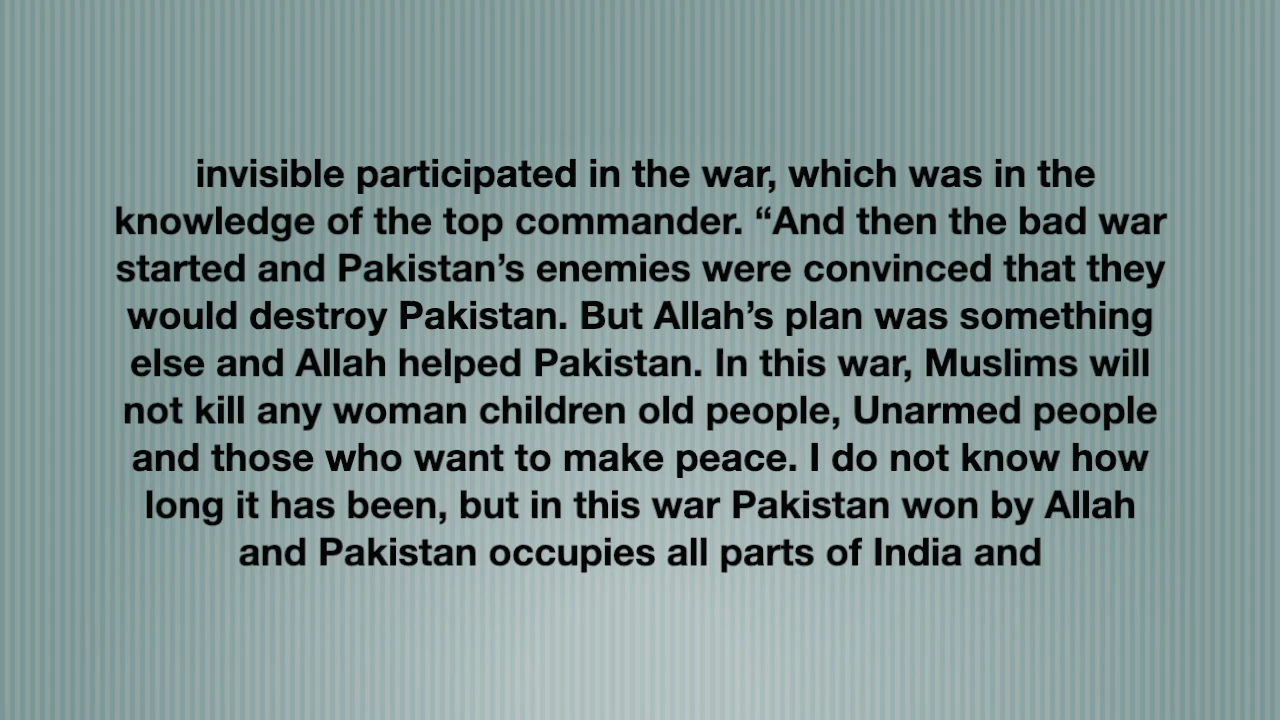 invisible participated in the war, which was in the
knowledge of the top commander. “And then the bad war
started and Pakistan’s enemies were convinced that they
would destroy Pakistan. But Allah’s plan was something
else and Allah helped Pakistan. In this war, Muslims will
not kill any woman children old people, Unarmed people
and those who want to make peace. I do not know how
long it has been, but in this war Pakistan won by Allah
and Pakistan occupies all parts of India and